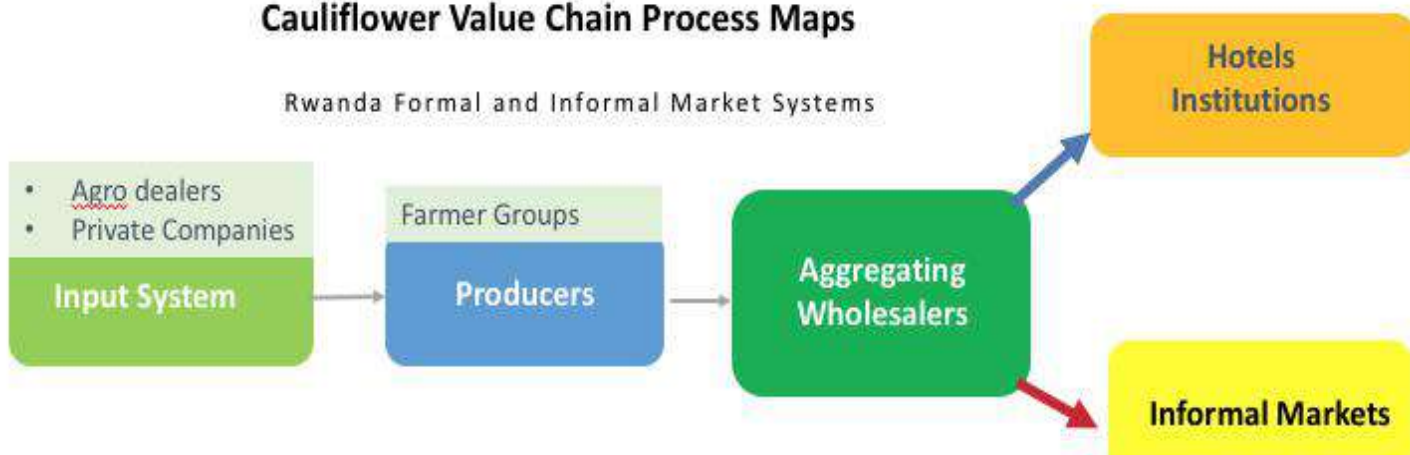 Cauliflower Value Chain Process Maps
Rwanda Formal and Informal Market Systems
• Agro dealers
• Private Companies
Input System
Farmer Groups
Producers
Aggregating
Wholesalers
Hotels
Institutions
Informal Markets